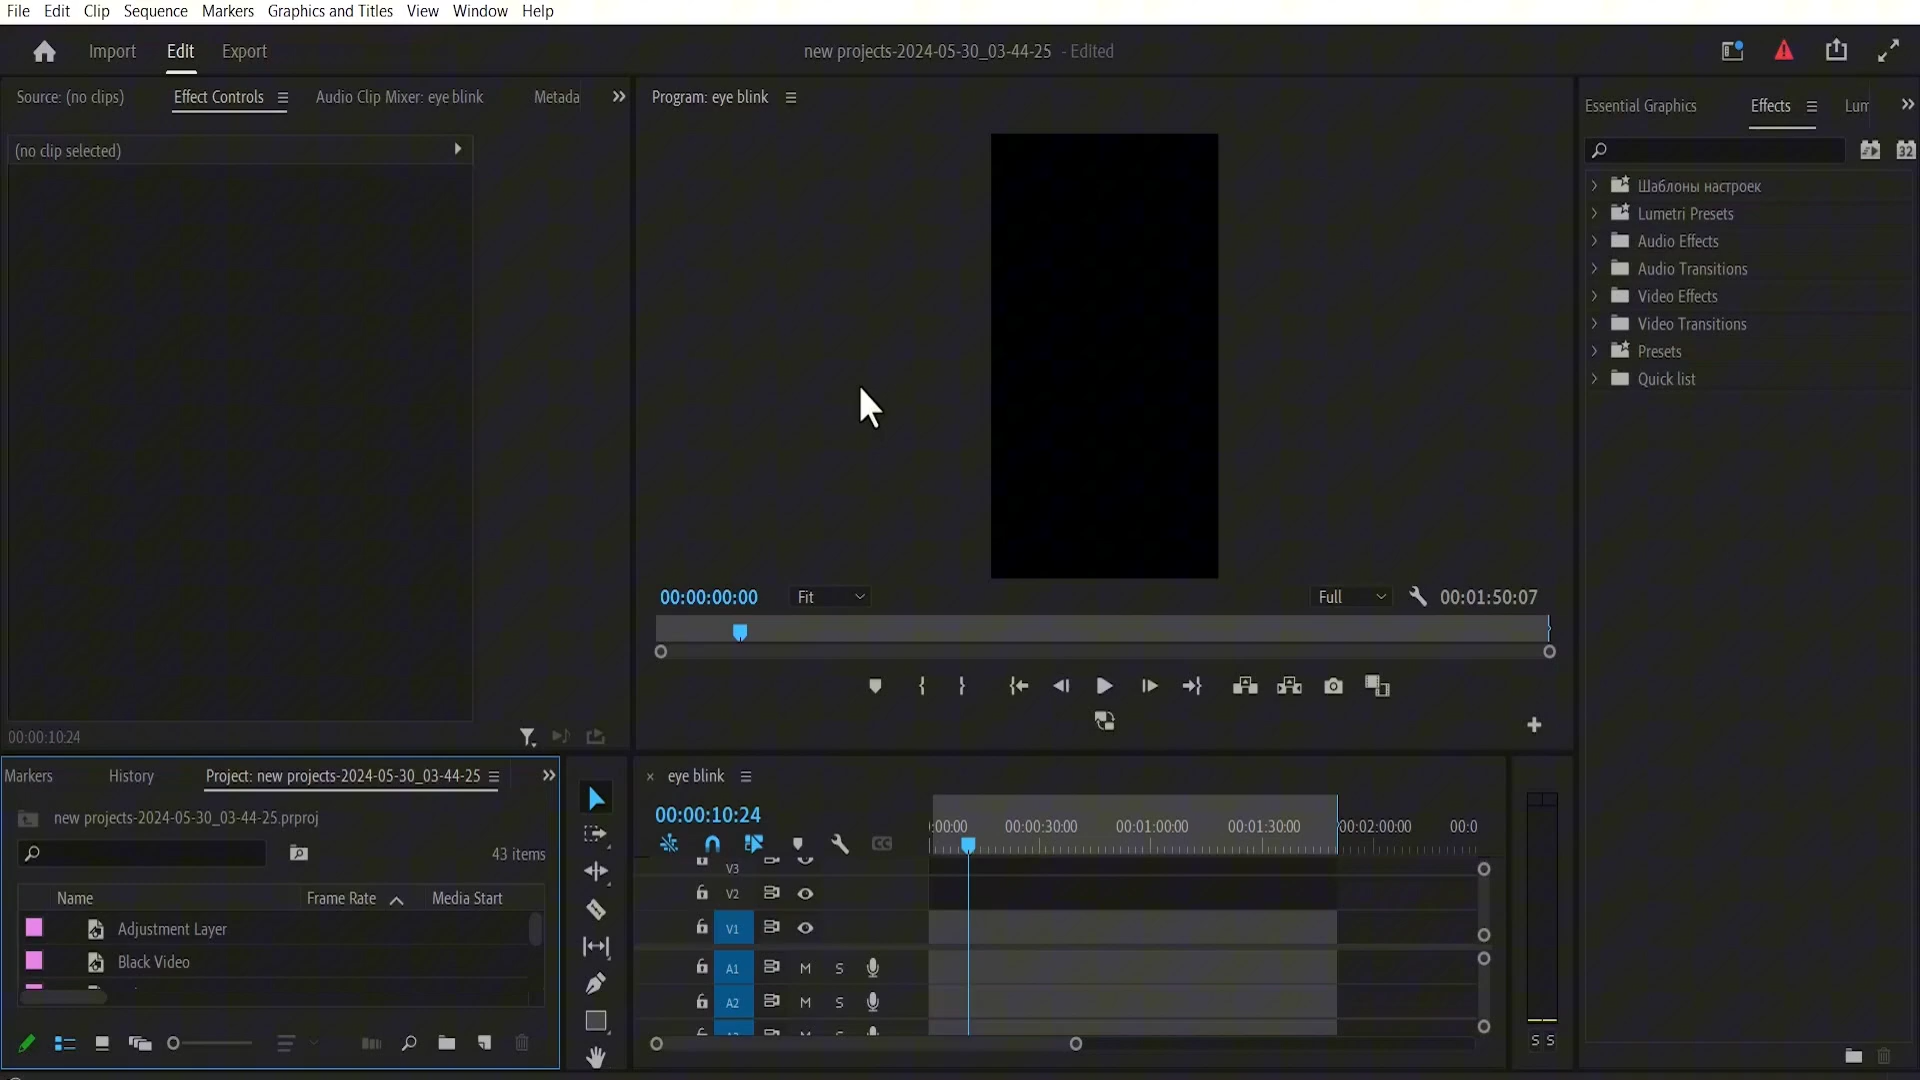 File Edit Clip Sequence Markers Graphics and Titles View Window Help
Import Edit Export
new projects-2024-05-30_03-44-25 - Edited
Source: (no clips) Effect Controls Audio Clip Mixer: eye blink Metada
(no clip selected)
00:00:10:24
Program: eye blink
00:00:00:00 Fit Full 00:01:50:07
Essential Graphics Effects Lum
32
Шаблоны настроек
Lumetri Presets
Audio Effects
Audio Transitions
Video Effects
Video Transitions
Presets
Quick list
Markers History Project: new projects-2024-05-30_03-44-25
new projects-2024-05-30_03-44-25.prproj
43 items
Name Frame Rate Media Start
Adjustment Layer
Black Video
× eye blink
00:00:10:24
:00:00 00:00:30:00 00:01:00:00 00:01:30:00 00:02:00:00 00:0
CC
V3
V2
V1
A1 M S
A2 M S
S S